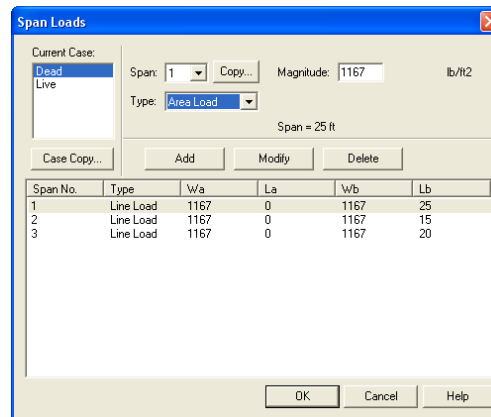 Span Loads
Current Case:
Dead
Live
Span: 1 Copy... Magnitude: 1167 lb/ft2
Type: Area Load
Span = 25 ft
Case Copy... Add Modify Delete
Span No. Type Wa La Wb Lb
1 Line Load 1167 0 1167 25
2 Line Load 1167 0 1167 15
3 Line Load 1167 0 1167 20
OK Cancel Help